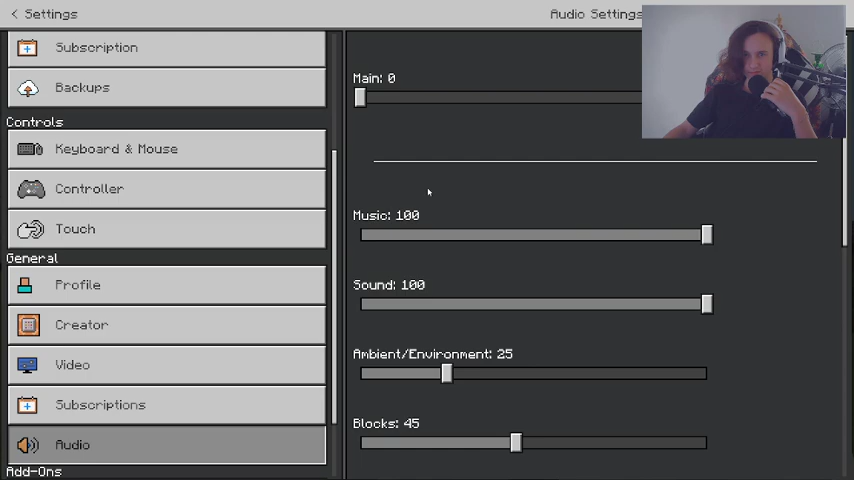 < Settings
Audio Settings
Subscription
Backups
Controls
Keyboard & Mouse
Controller
Touch
General
Profile
Creator
Video
Subscriptions
Audio
Add-Ons
Main: 0
Music: 100
Sound: 100
Ambient/Environment: 25
Blocks: 45